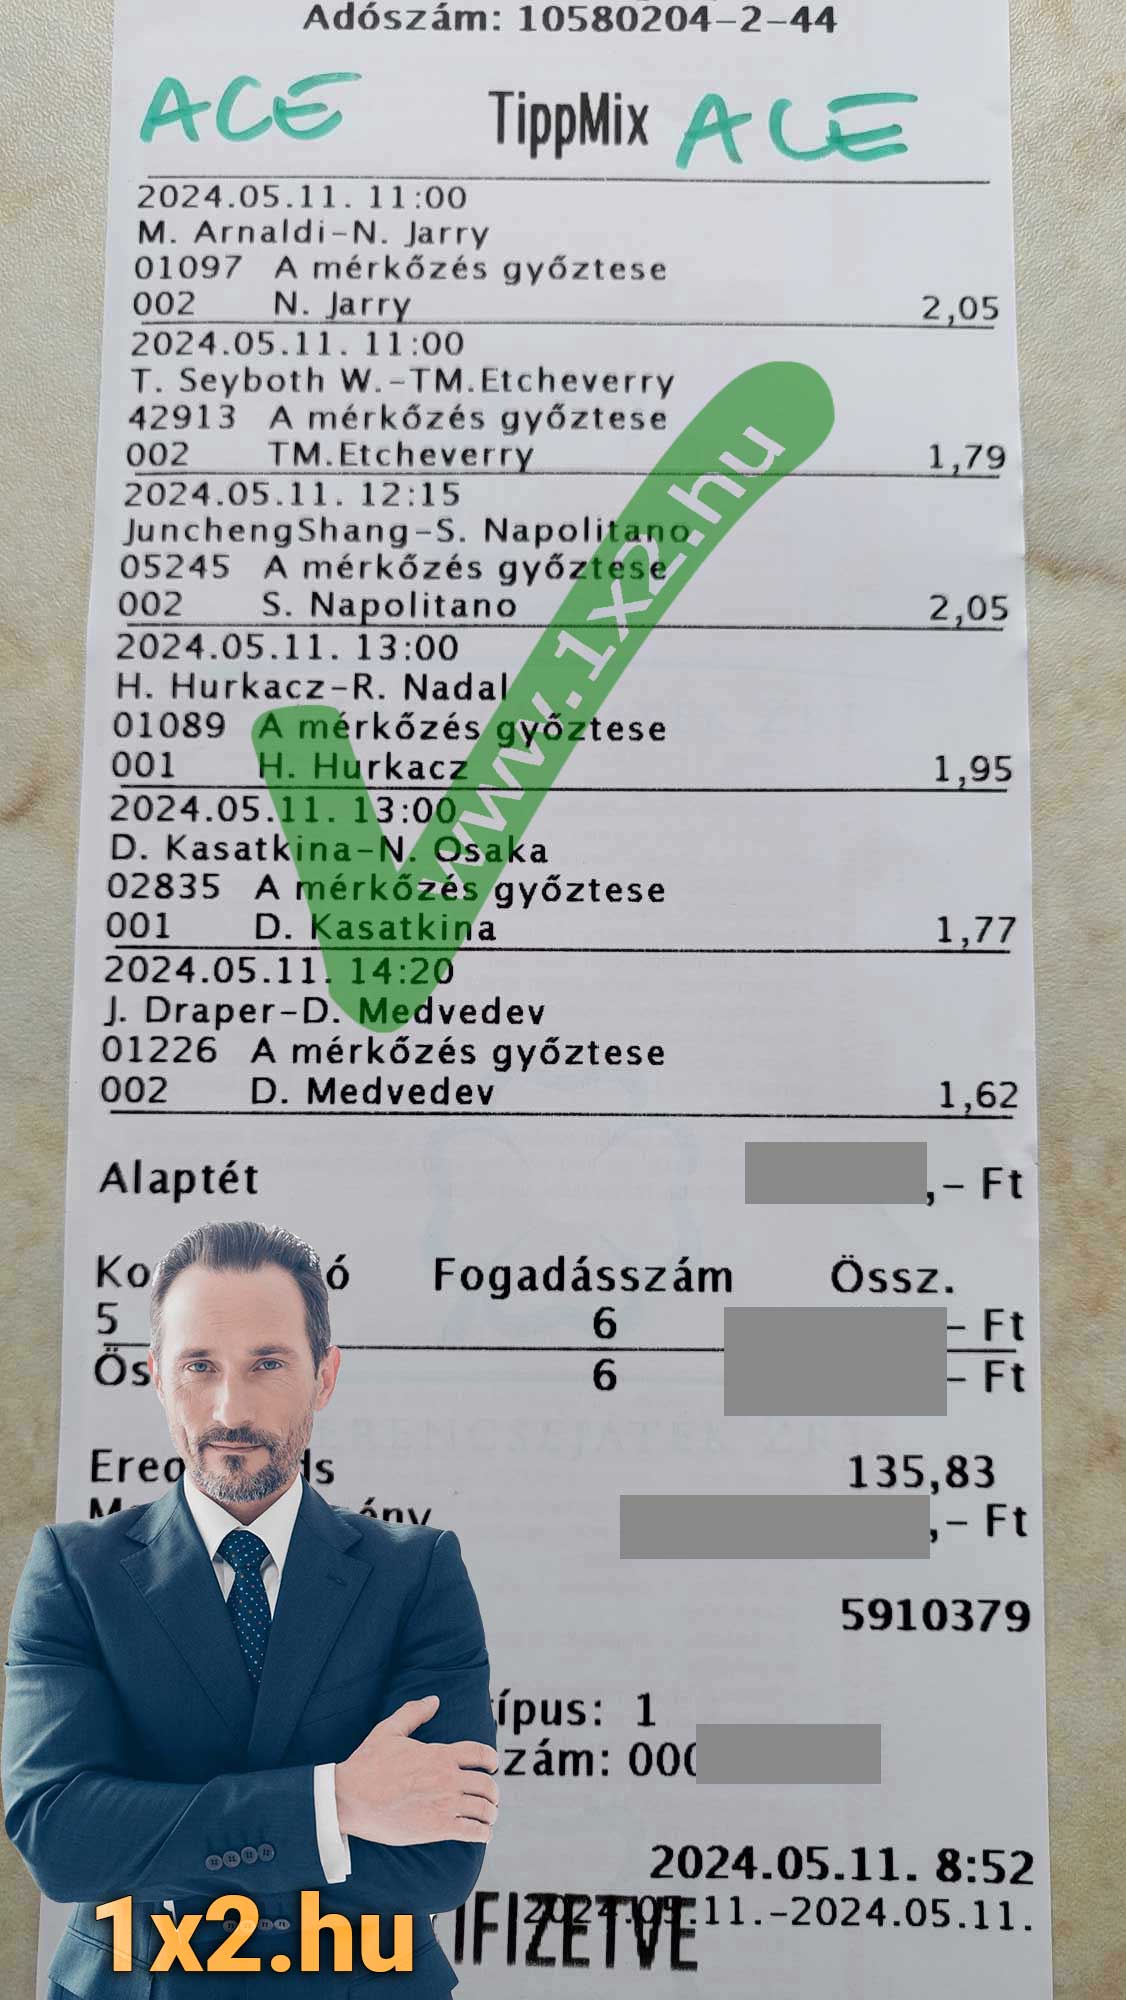 Adószám: 10580204-2-44
ACE TippMix ACE
2024.05.11. 11:00
M. Arnaldi-N. Jarry
01097 A mérkőzés győztese
002 N. Jarry 2,05
2024.05.11. 11:00
T. Seyboth W.-TM.Etcheverry
42913 A mérkőzés győztese
002 TM.Etcheverry 1,79
2024.05.11. 12:15
JunchengShang-S. Napolitano
05245 A mérkőzés győztese
002 S. Napolitano 2,05
2024.05.11. 13:00
H. Hurkacz-R. Nadal
01089 A mérkőzés győztese
001 H. Hurkacz 1,95
2024.05.11. 13:00
D. Kasatkina-N. Osaka
02835 A mérkőzés győztese
001 D. Kasatkina 1,77
2024.05.11. 14:20
J. Draper-D. Medvedev
01226 A mérkőzés győztese
002 D. Medvedev 1,62
www.1x2.hu
Alaptét ,- Ft
Fogadásszám Össz.
5 6 - Ft
6 - Ft
135,83
,- Ft
5910379
típus: 1
szám: 000
2024.05.11. 8:52
2024.05.11.-2024.05.11.
IFIZETVE
1x2.hu